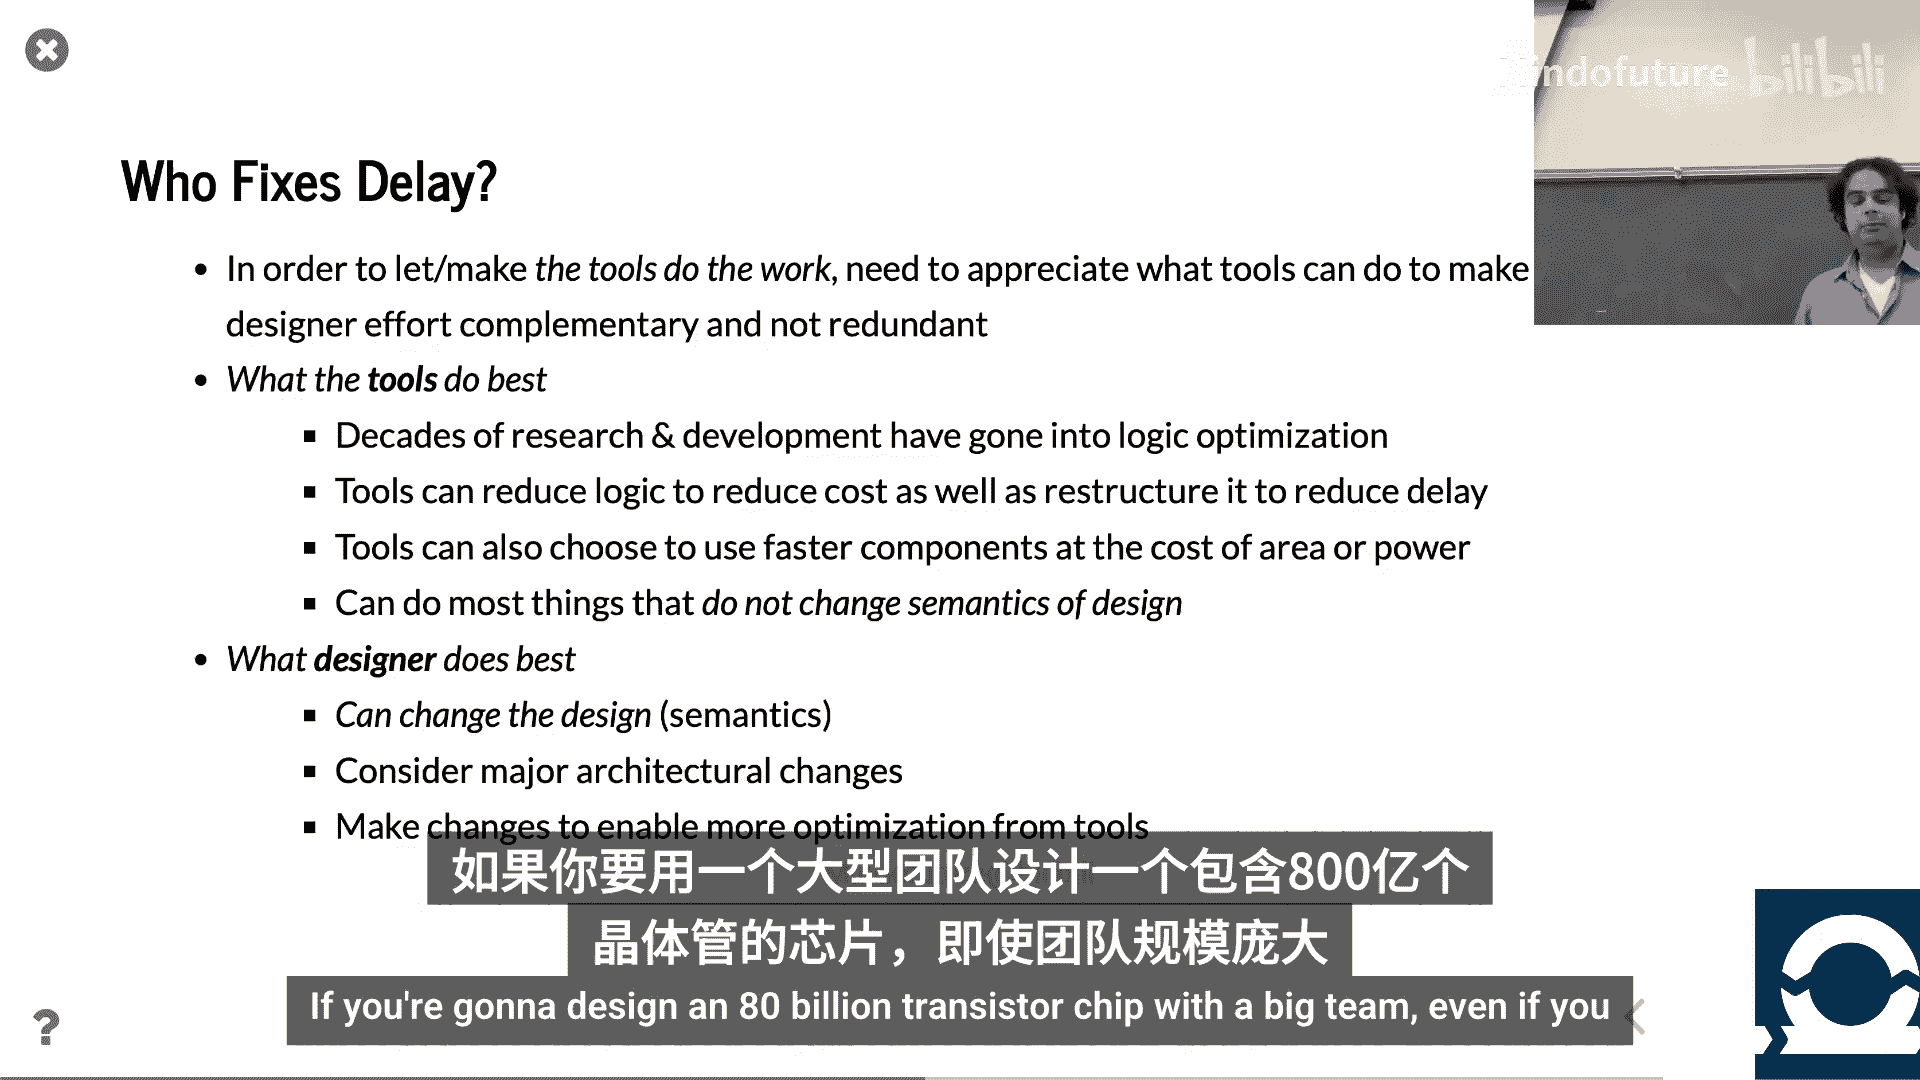 indofuture bilibili
Who Fixes Delay?
• In order to let/make the tools do the work, need to appreciate what tools can do to make
designer effort complementary and not redundant
• What the tools do best
▪ Decades of research & development have gone into logic optimization
▪ Tools can reduce logic to reduce cost as well as restructure it to reduce delay
▪ Tools can also choose to use faster components at the cost of area or power
▪ Can do most things that do not change semantics of design
• What designer does best
▪ Can change the design (semantics)
▪ Consider major architectural changes
▪ Make changes to enable more optimization from tools
如果你要用一个大型团队设计一个包含800亿个
晶体管的芯片，即使团队规模庞大
If you're gonna design an 80 billion transistor chip with a big team, even if you
?